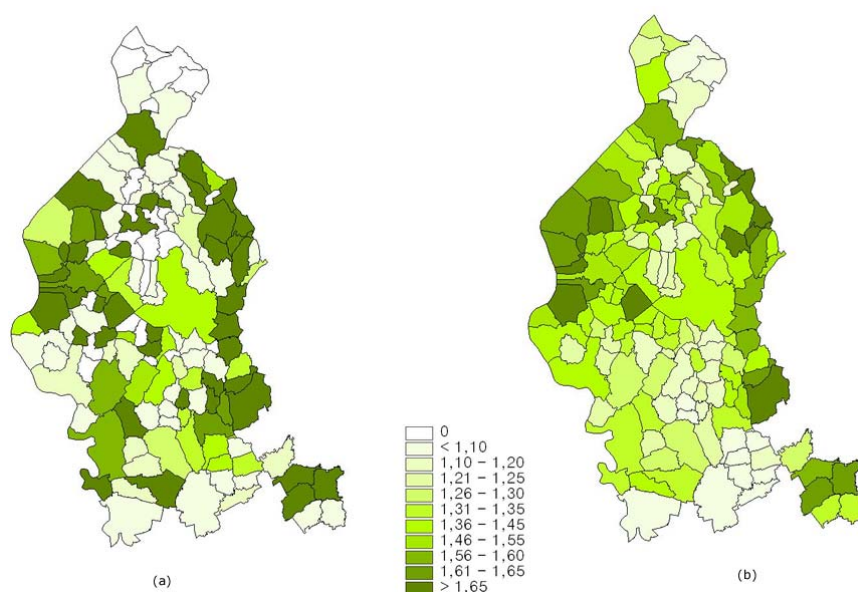 0
< 1,10
1,10 – 1,20
1,21 – 1,25
1,26 – 1,30
1,31 – 1,35
1,36 – 1,45
1,46 – 1,55
1,56 – 1,60
1,61 – 1,65
> 1,65
(a)
(b)